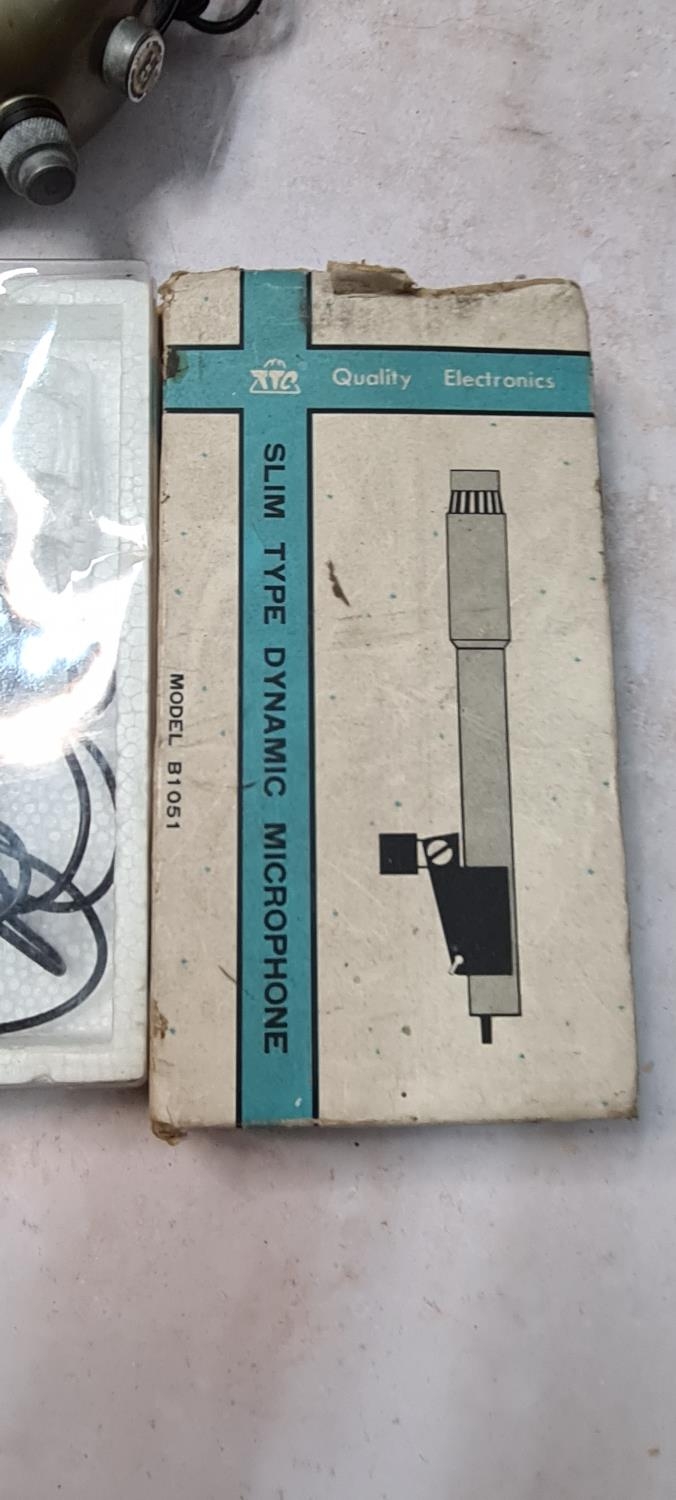 Quality Electronics
SLIM TYPE DYNAMIC MICROPHONE
MODEL B1051